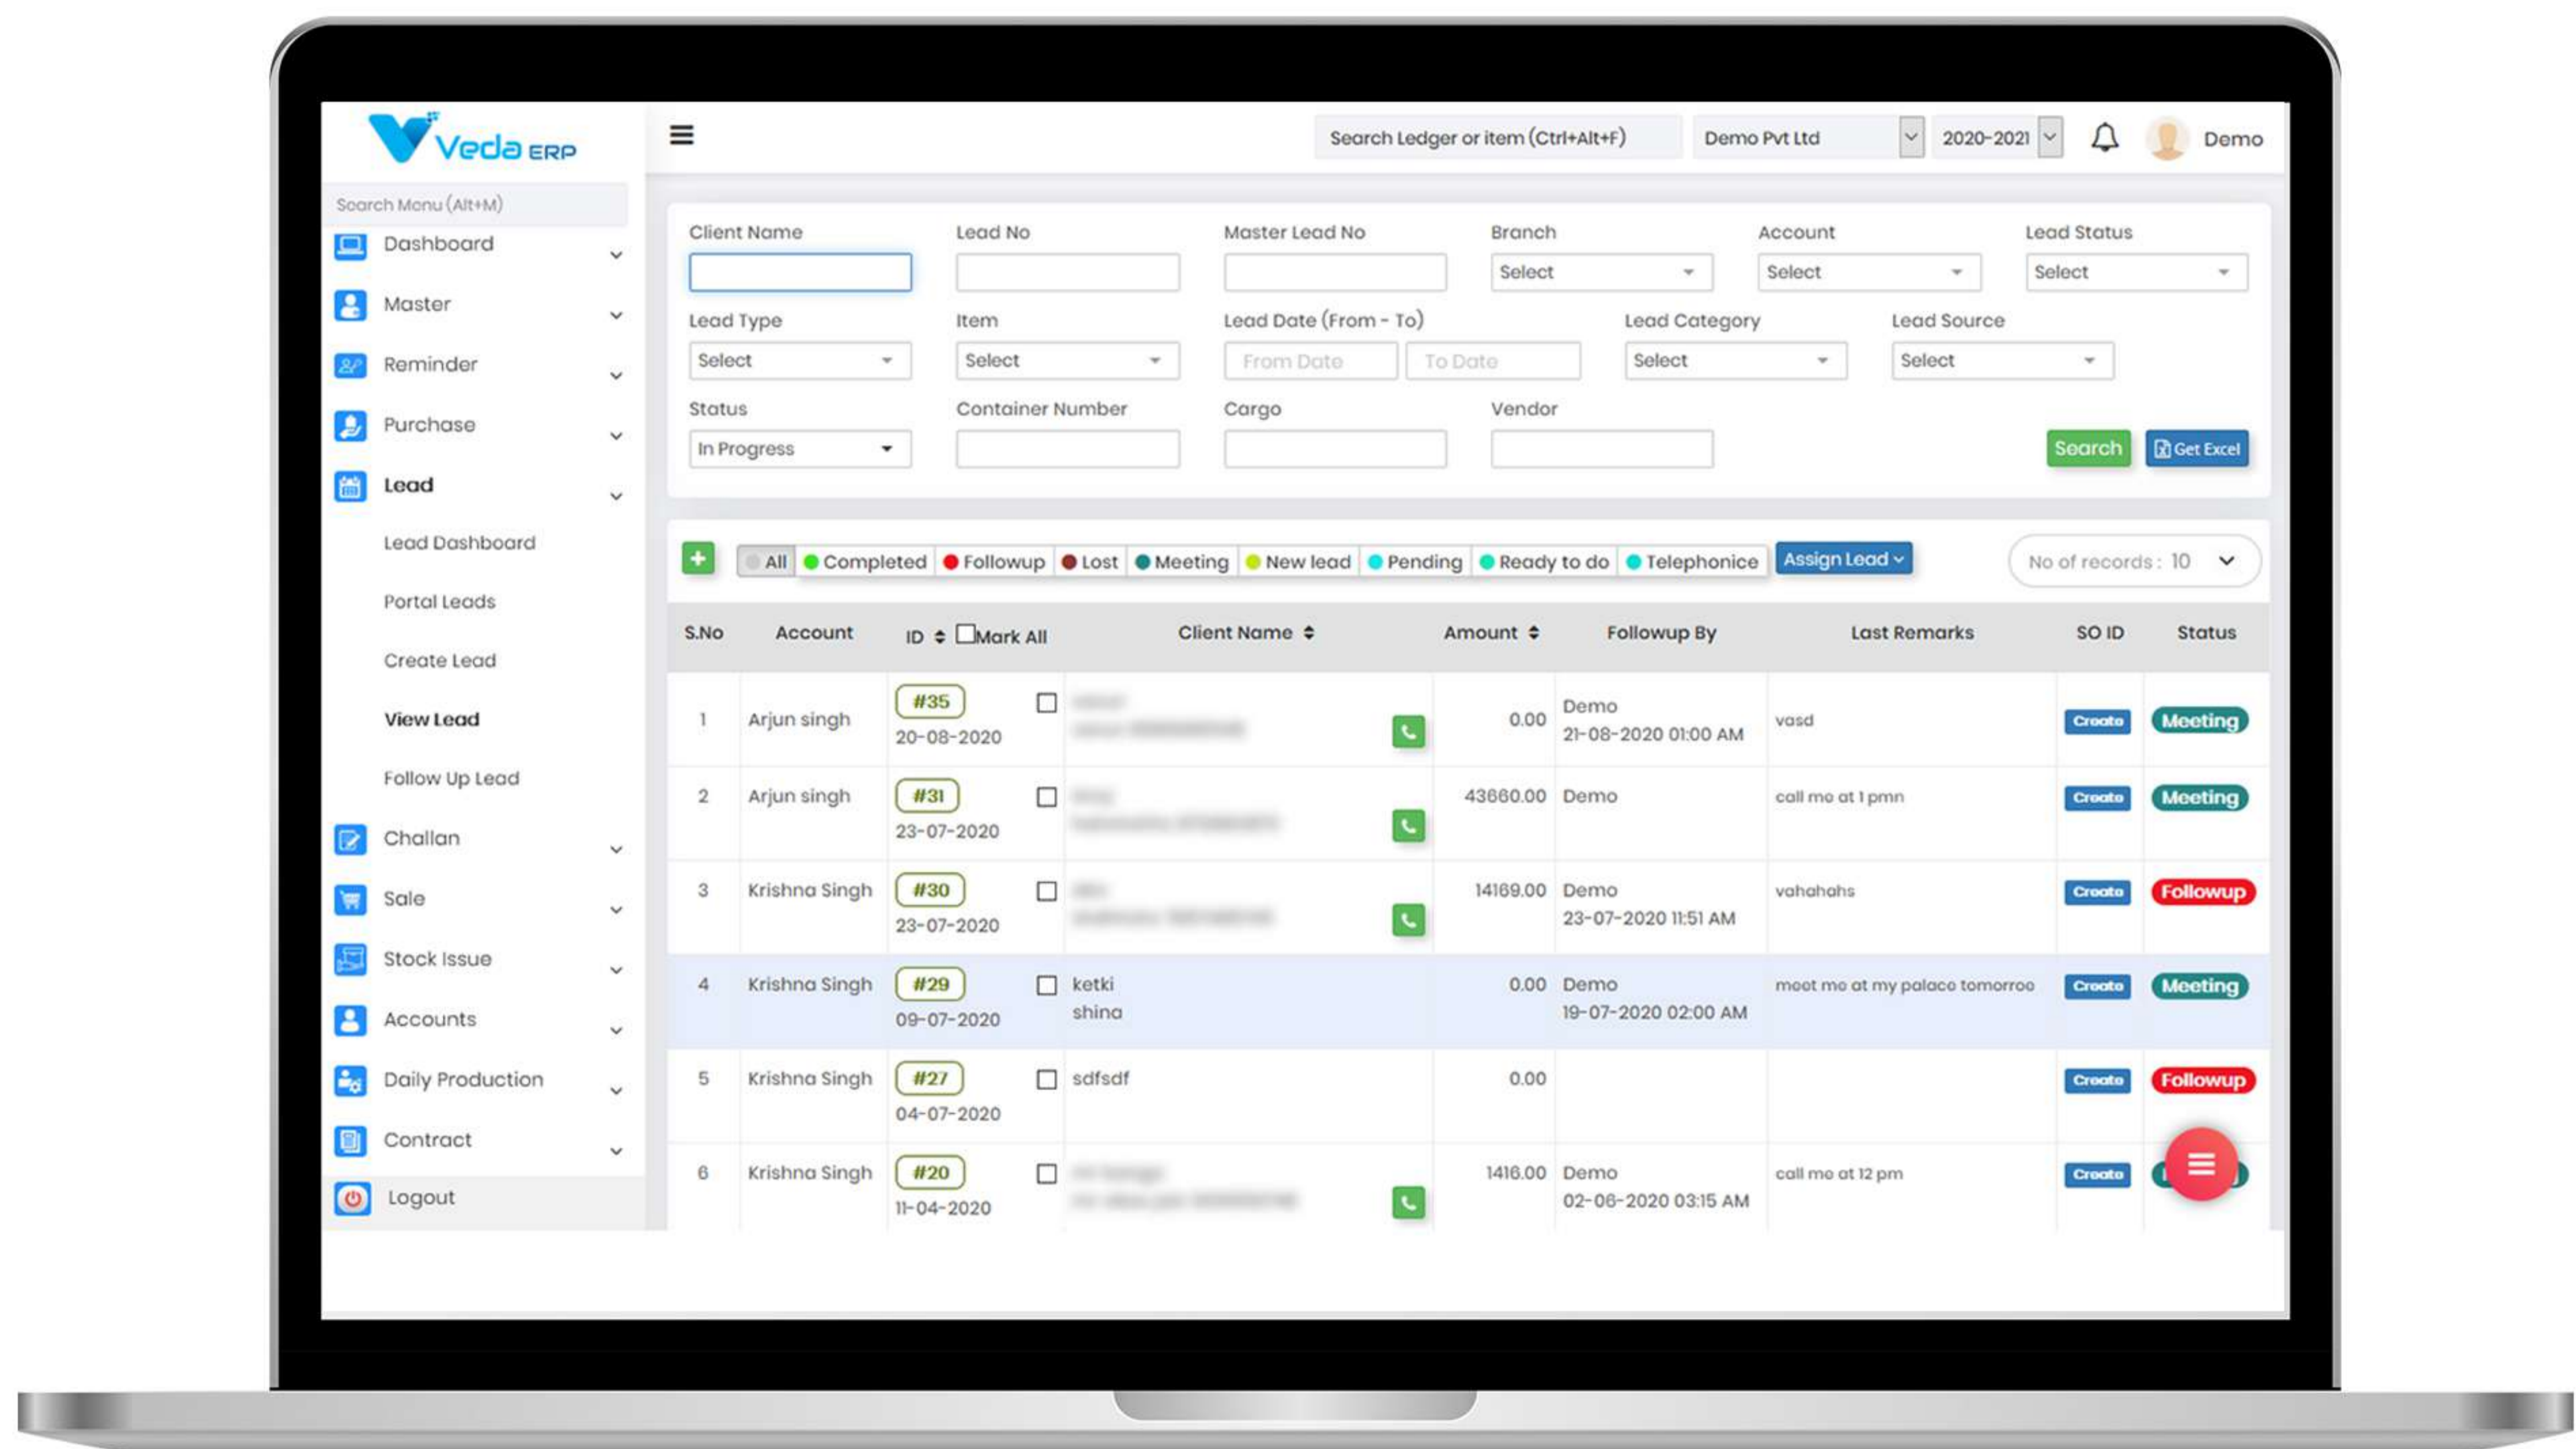 Veda ERP
Search Menu (Alt+M)
Dashboard
Master
Reminder
Purchase
Lead
Lead Dashboard
Portal Leads
Create Lead
View Lead
Follow Up Lead
Challan
Sale
Stock Issue
Accounts
Daily Production
Contract
Logout
Search Ledger or item (Ctrl+Alt+F) Demo Pvt Ltd 2020-2021 Demo
Client Name Lead No Master Lead No Branch Account Lead Status
Select Select Select
Lead Type Item Lead Date (From - To) Lead Category Lead Source
Select Select From Date To Date Select Select
Status Container Number Cargo Vendor
In Progress Search Get Excel
+ All Completed Followup Lost Meeting New lead Pending Ready to do Telephonice Assign Lead No of records : 10
S.No Account ID Mark All Client Name Amount Followup By Last Remarks SO ID Status
1 Arjun singh #35 0.00 Demo vasd Create Meeting
20-08-2020 21-08-2020 01:00 AM
2 Arjun singh #31 43660.00 Demo call me at 1 pmn Create Meeting
23-07-2020
3 Krishna Singh #30 14169.00 Demo vahahahs Create Followup
23-07-2020 23-07-2020 11:51 AM
4 Krishna Singh #29 ketki 0.00 Demo meet me at my palace tomorroo Create Meeting
09-07-2020 shina 19-07-2020 02:00 AM
5 Krishna Singh #27 sdfsdf 0.00 Create Followup
04-07-2020
6 Krishna Singh #20 1416.00 Demo call me at 12 pm Create
11-04-2020 02-06-2020 03:15 AM